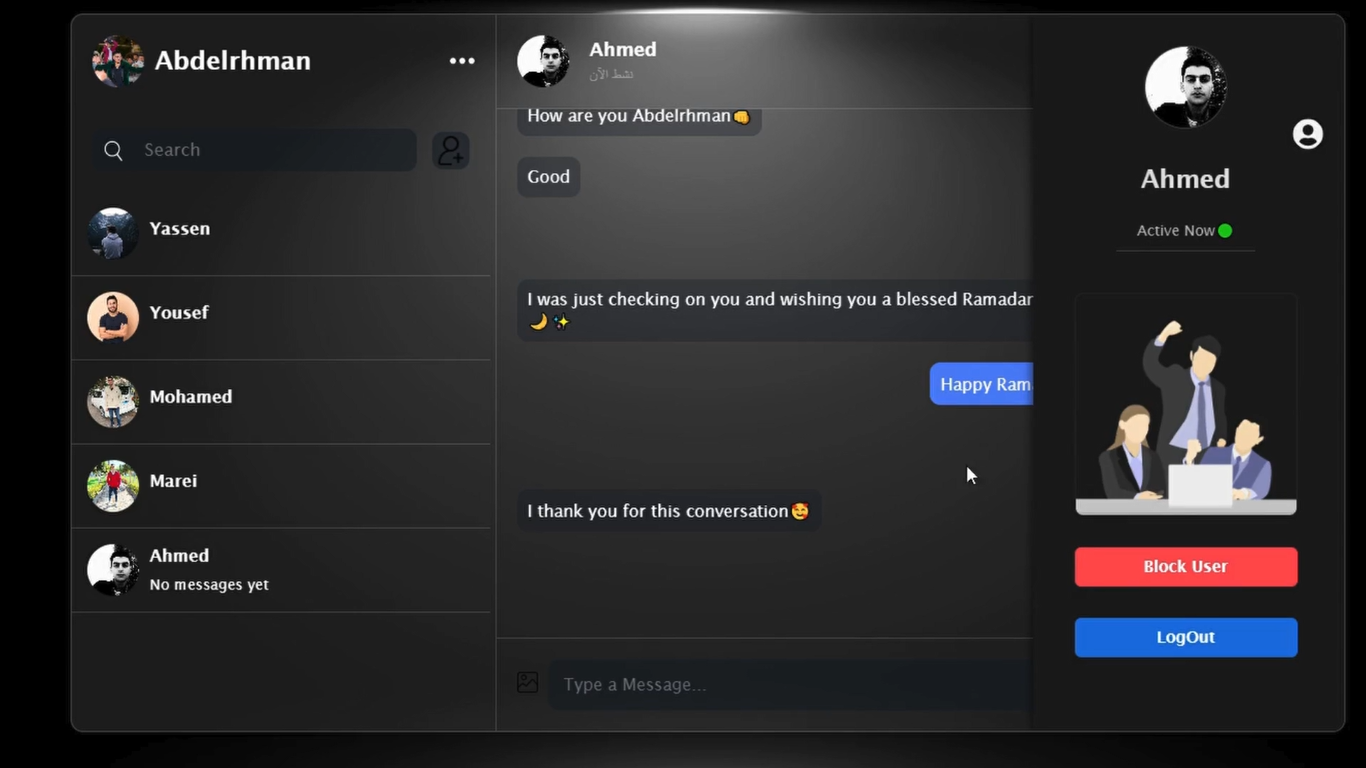 Abdelrhman
Search
Yassen
Yousef
Mohamed
Marei
Ahmed
No messages yet
Ahmed
نشط الآن
How are you Abdelrhman👊
Good
I was just checking on you and wishing you a blessed Ramadan
🌙✨
Happy Ram
I thank you for this conversation🥰
Type a Message...
Ahmed
Active Now
Block User
LogOut